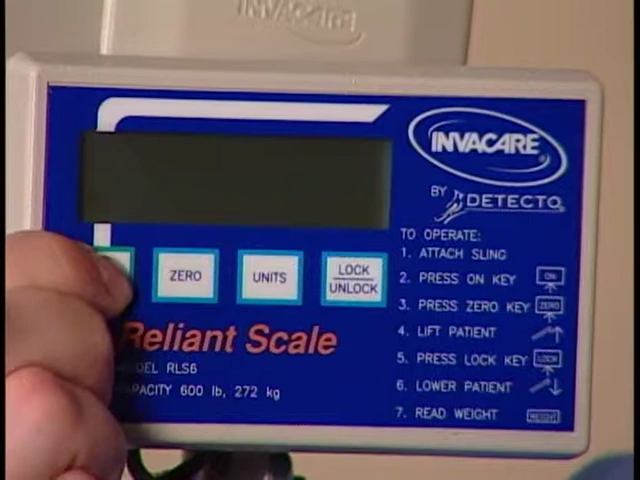 INVACARE
INVACARE
BY DETECTO
TO OPERATE:
1. ATTACH SLING
2. PRESS ON KEY ON
3. PRESS ZERO KEY ZERO
4. LIFT PATIENT
5. PRESS LOCK KEY LOCK
6. LOWER PATIENT
7. READ WEIGHT WEIGHT
ZERO
UNITS
LOCK
UNLOCK
Reliant Scale
DEL RLS6
PACITY 600 lb, 272 kg